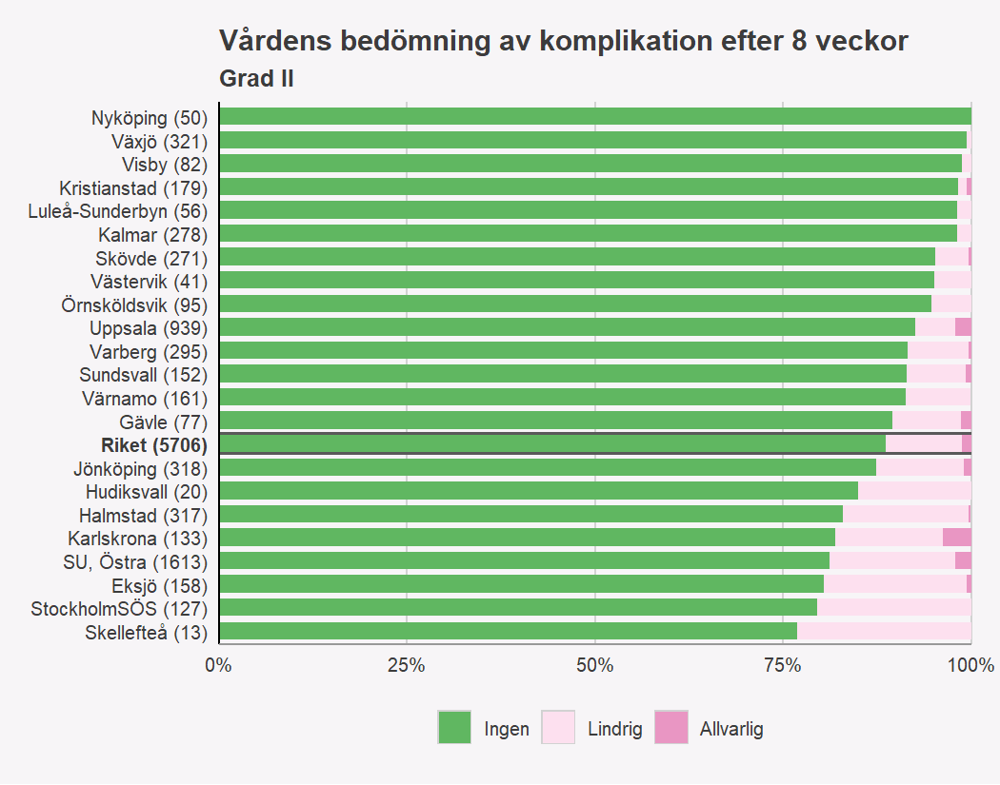 Vårdens bedömning av komplikation efter 8 veckor
Grad II
Nyköping (50)
Växjö (321)
Visby (82)
Kristianstad (179)
Luleå-Sunderbyn (56)
Kalmar (278)
Skövde (271)
Västervik (41)
Örnsköldsvik (95)
Uppsala (939)
Varberg (295)
Sundsvall (152)
Värnamo (161)
Gävle (77)
Riket (5706)
Jönköping (318)
Hudiksvall (20)
Halmstad (317)
Karlskrona (133)
SU, Östra (1613)
Eksjö (158)
StockholmSÖS (127)
Skellefteå (13)
0% 25% 50% 75% 100%
Ingen Lindrig Allvarlig